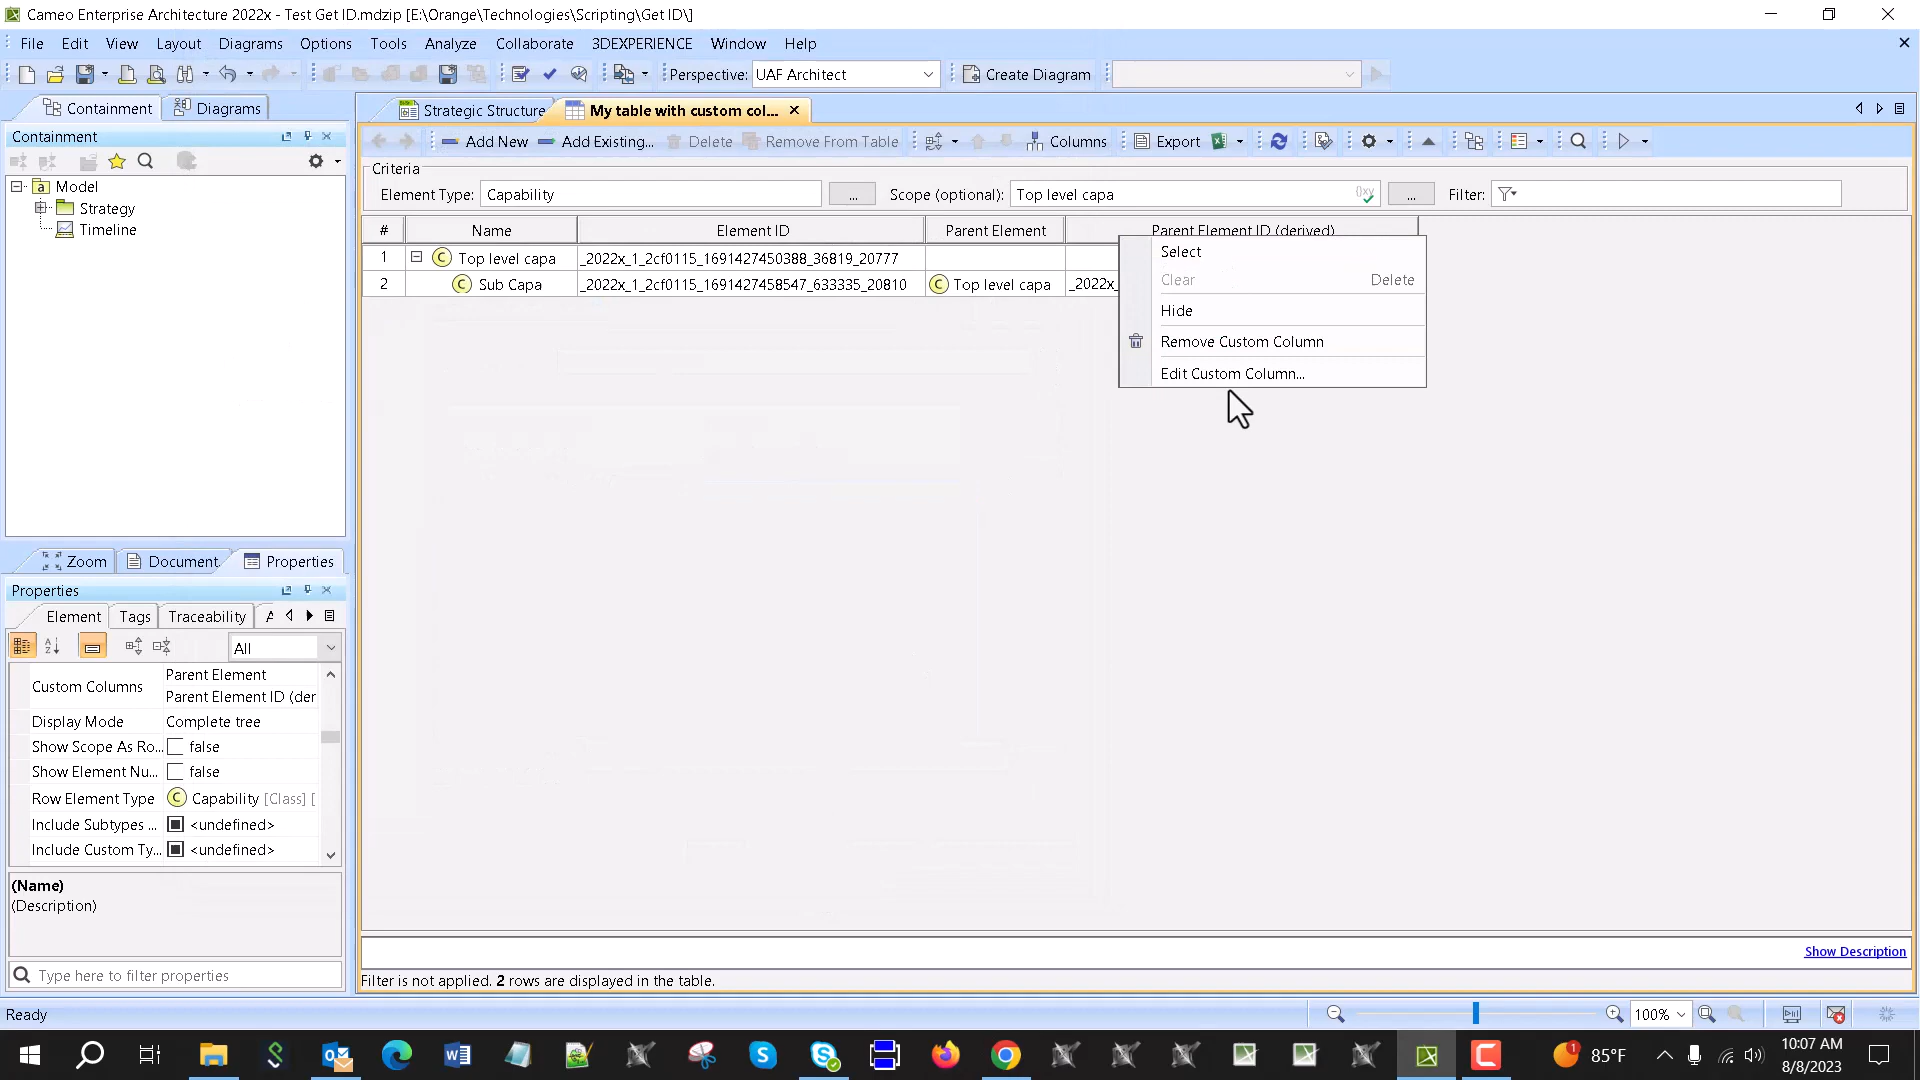 Cameo Enterprise Architecture 2022x - Test Get ID.mdzip [E:\Orange\Technologies\Scripting\Get ID\]
File Edit View Layout Diagrams Options Tools Analyze Collaborate 3DEXPERIENCE Window Help
Perspective: UAF Architect Create Diagram
Containment Diagrams
Strategic Structure My table with custom col...
Containment
Add New Add Existing... Delete Remove From Table Columns Export
Criteria
Element Type: Capability ... Scope (optional): Top level capa ... Filter:
Model
Strategy
Timeline
# Name Element ID Parent Element Parent Element ID (derived)
1 Top level capa _2022x_1_2cf0115_1691427450388_36819_20777
2 Sub Capa _2022x_1_2cf0115_1691427458547_633335_20810 Top level capa _2022x_
Select
Clear Delete
Hide
Remove Custom Column
Edit Custom Column...
Zoom Document. Properties
Properties
Element Tags Traceability A
All
Custom Columns Parent Element
Parent Element ID (der
Display Mode Complete tree
Show Scope As Ro... false
Show Element Nu... false
Row Element Type Capability [Class] [
Include Subtypes ... <undefined>
Include Custom Ty... <undefined>
(Name)
(Description)
Type here to filter properties
Show Description
Filter is not applied. 2 rows are displayed in the table.
Ready
100%
85°F
10:07 AM
8/8/2023